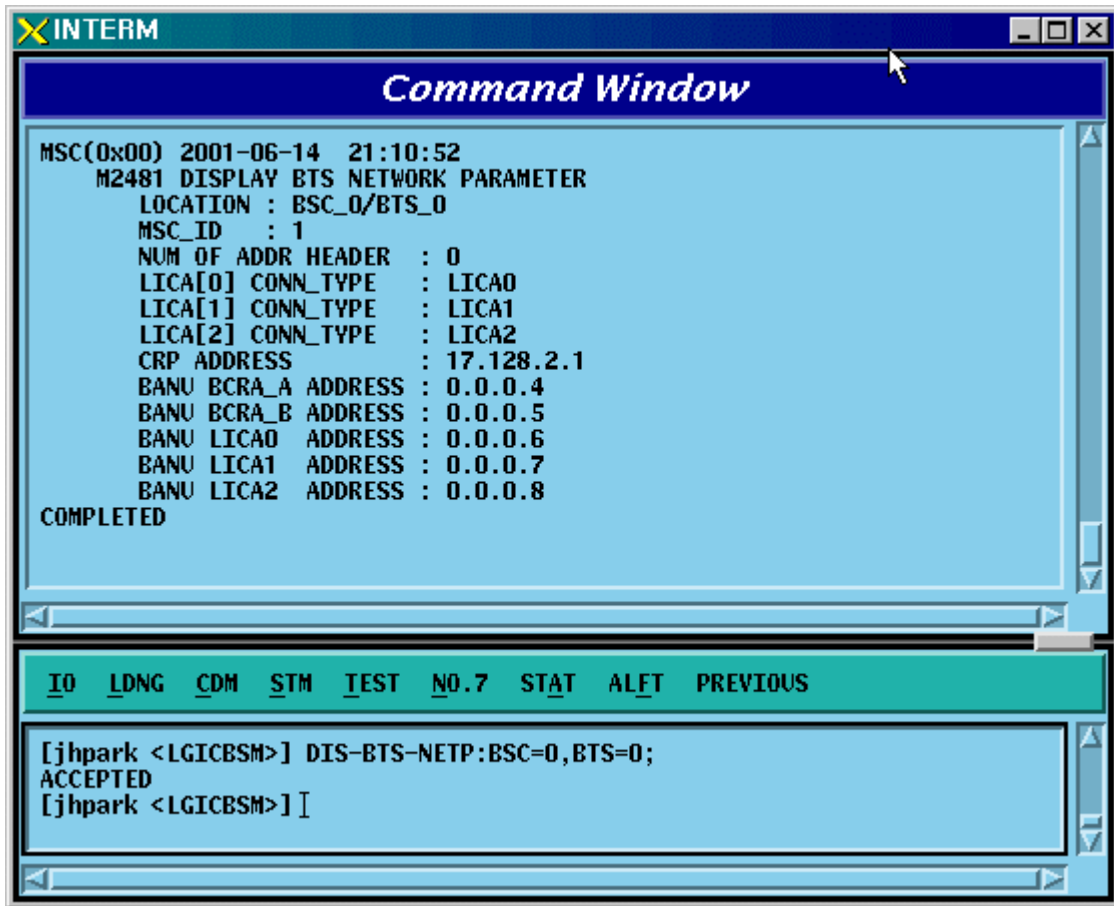 INTERM
Command Window
MSC(0x00) 2001-06-14 21:10:52
M2481 DISPLAY BTS NETWORK PARAMETER
LOCATION : BSC_0/BTS_0
MSC_ID : 1
NUM OF ADDR HEADER : 0
LICA[0] CONN_TYPE : LICA0
LICA[1] CONN_TYPE : LICA1
LICA[2] CONN_TYPE : LICA2
CRP ADDRESS : 17.128.2.1
BANU BCRA_A ADDRESS : 0.0.0.4
BANU BCRA_B ADDRESS : 0.0.0.5
BANU LICA0 ADDRESS : 0.0.0.6
BANU LICA1 ADDRESS : 0.0.0.7
BANU LICA2 ADDRESS : 0.0.0.8
COMPLETED
IO LDNG CDM STM TEST NO.7 STAT ALFT PREVIOUS
[jhpark <LGICBSM>] DIS-BTS-NETP:BSC=0,BTS=0;
ACCEPTED
[jhpark <LGICBSM>]